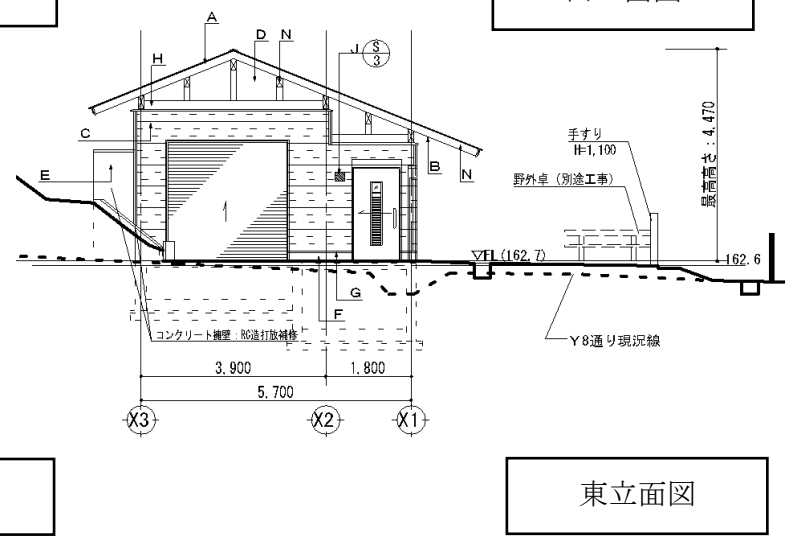 A
D
N
J
S
3
H
C
手すり
H=1,100
最高高さ：4.470
B
N
E
野外卓（別途工事）
▽FL(162.7)
162.6
G
F
コンクリート擁壁：RC造打放補修
Y8通り現況線
3,900
1,800
5,700
X3
X2
X1
東立面図